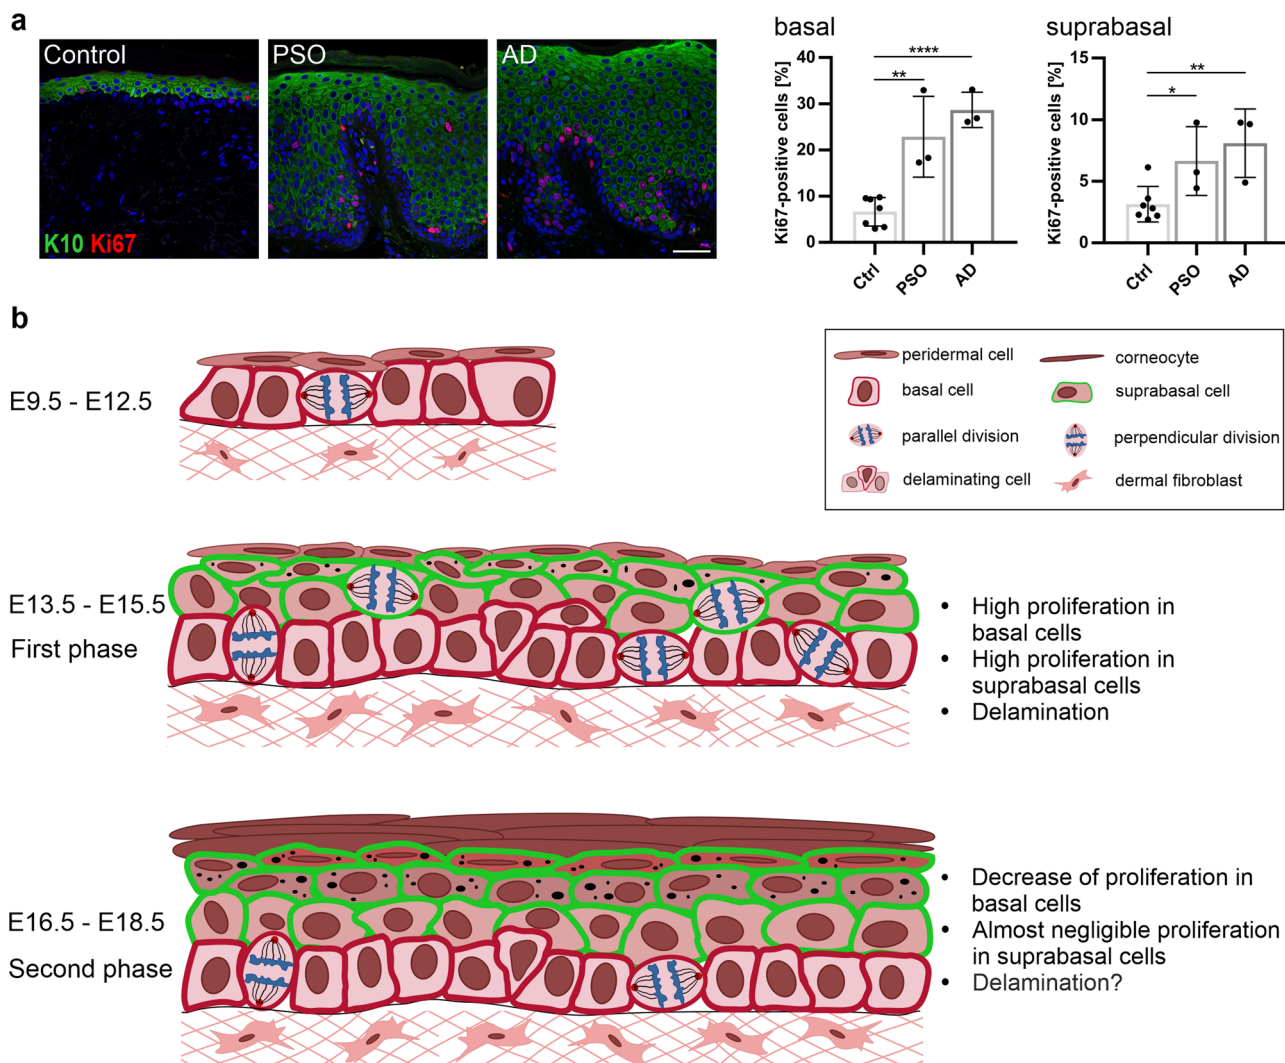 a
Control
PSO
AD
K10 Ki67
basal
Ki67-positive cells [%]
40
30
20
10
0
****
**
Ctrl
PSO
AD
suprabasal
Ki67-positive cells [%]
15
10
5
0
**
*
Ctrl
PSO
AD
b
peridermal cell
corneocyte
basal cell
suprabasal cell
parallel division
perpendicular division
delaminating cell
dermal fibroblast
E9.5 - E12.5
E13.5 - E15.5
First phase
• High proliferation in
basal cells
• High proliferation in
suprabasal cells
• Delamination
E16.5 - E18.5
Second phase
• Decrease of proliferation in
basal cells
• Almost negligible proliferation
in suprabasal cells
• Delamination?